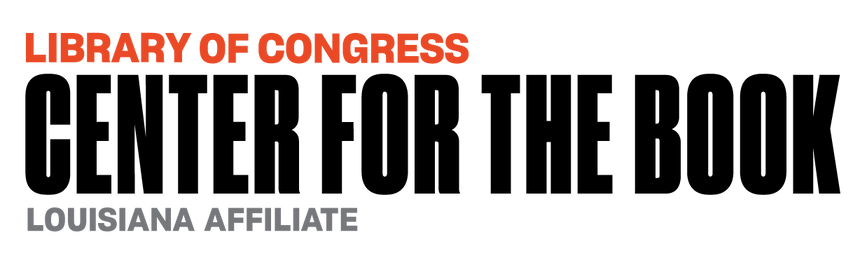 LIBRARY OF CONGRESS
CENTER FOR THE BOOK
LOUISIANA AFFILIATE